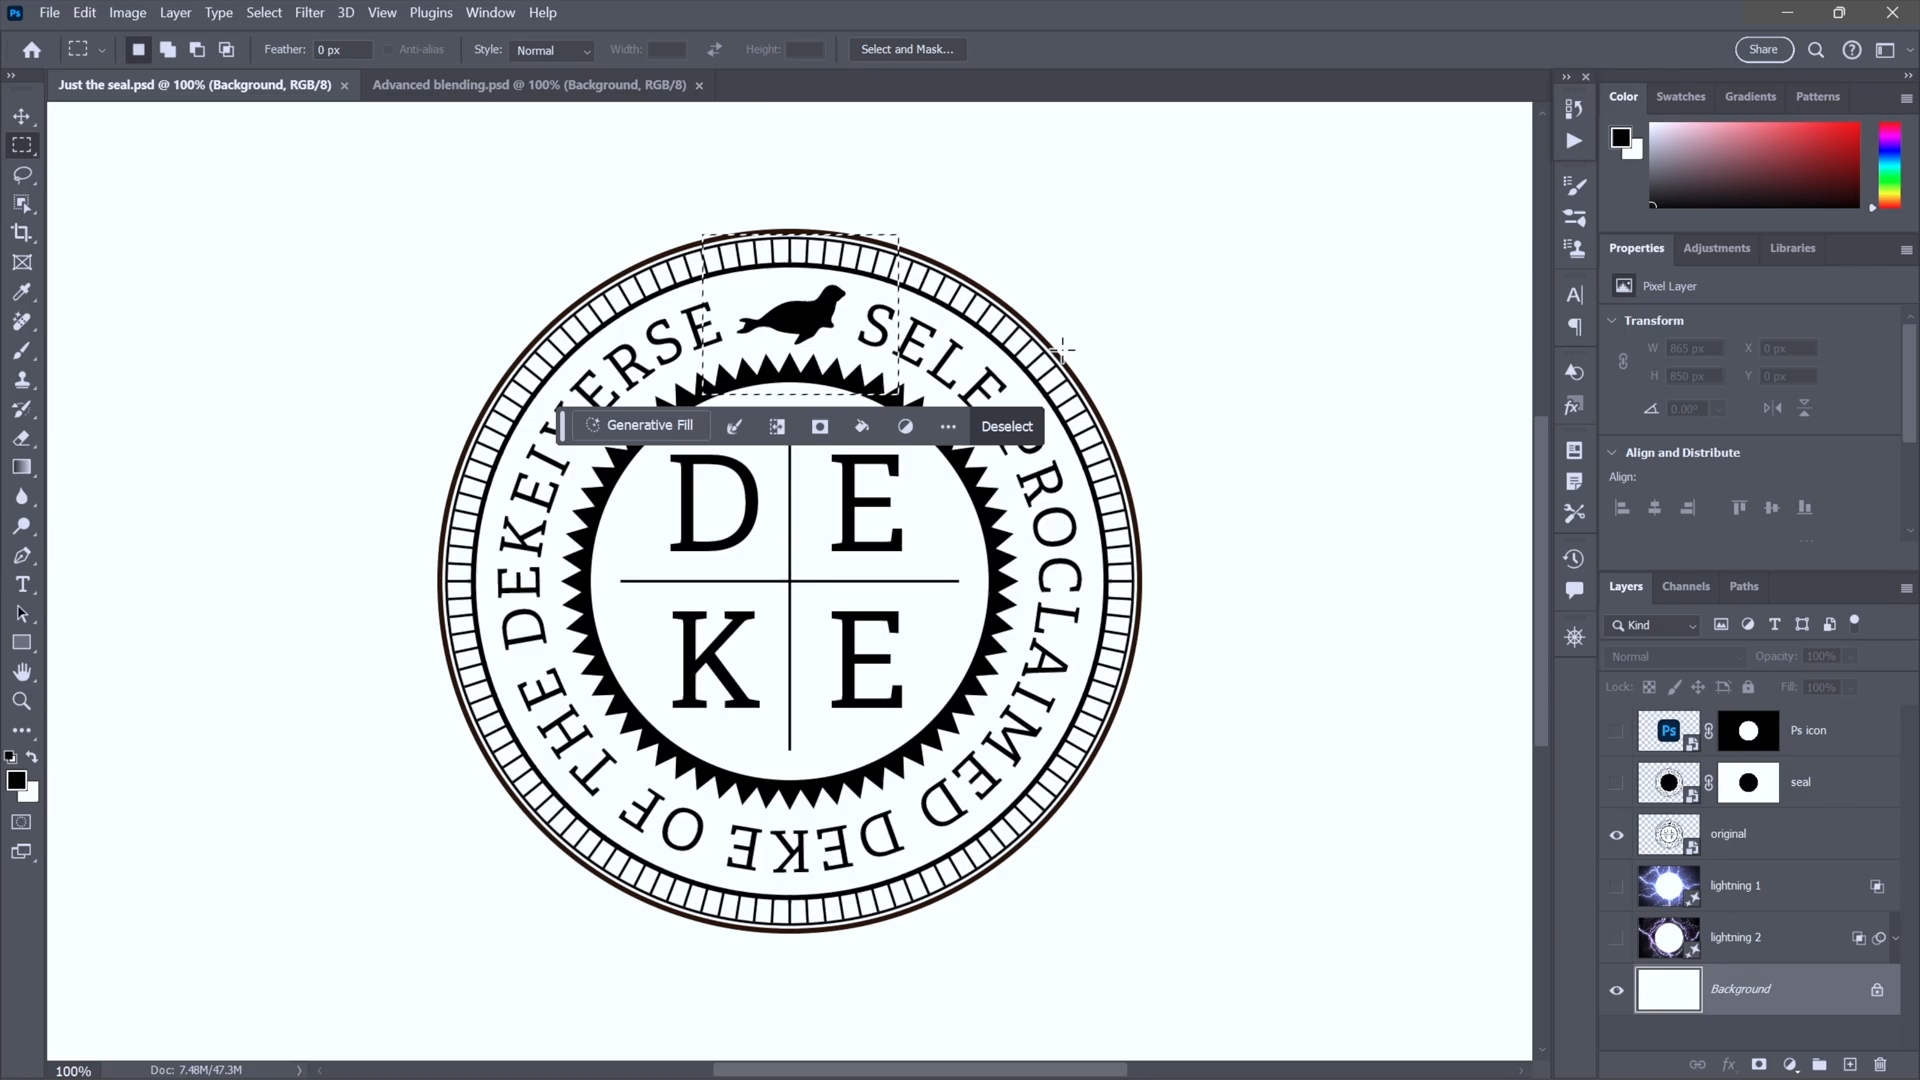 Ps File Edit Image Layer Type Select Filter 3D View Plugins Window Help
Feather: 0 px Anti-alias Style: Normal Width: Height: Select and Mask... Share
Just the seal.psd @ 100% (Background, RGB/8) × Advanced blending.psd @ 100% (Background, RGB/8) ×
SELF PROCLAIMED DEKE OF THE DEKEIVERSE
Generative Fill Deselect
D E
K E
Color Swatches Gradients Patterns
Properties Adjustments Libraries
Pixel Layer
Transform
W 865 px X 0 px
H 850 px Y 0 px
0.00°
Align and Distribute
Align:
...
Layers Channels Paths
Kind
Normal Opacity: 100%
Lock: Fill: 100%
Ps Ps icon
seal
original
lightning 1
lightning 2
Background
fx
100% Doc: 7.48M/47.3M